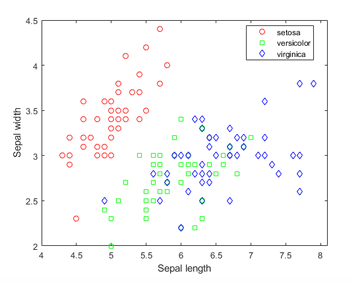 4.5
4
3.5
3
2.5
2
Sepal width
setosa
versicolor
virginica
4 4.5 5 5.5 6 6.5 7 7.5 8
Sepal length